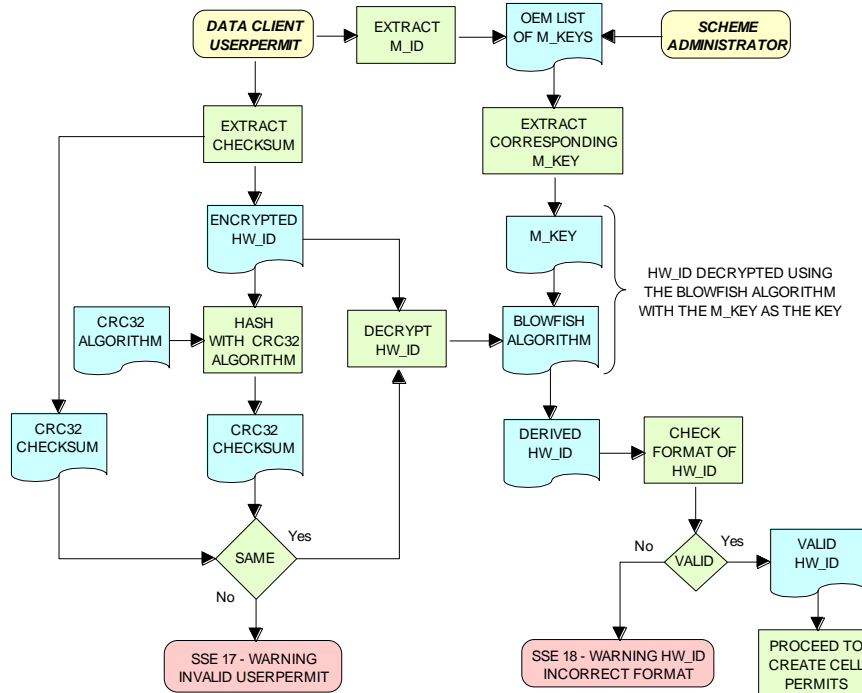 DATA CLIENT
USERPERMIT
EXTRACT
M_ID
OEM LIST
OF M_KEYS
SCHEME
ADMINISTRATOR
EXTRACT
CHECKSUM
EXTRACT
CORRESPONDING
M_KEY
ENCRYPTED
HW_ID
M_KEY
HW_ID DECRYPTED USING
THE BLOWFISH ALGORITHM
WITH THE M_KEY AS THE KEY
CRC32
ALGORITHM
HASH
WITH CRC32
ALGORITHM
DECRYPT
HW_ID
BLOWFISH
ALGORITHM
CRC32
CHECKSUM
CRC32
CHECKSUM
DERIVED
HW_ID
CHECK
FORMAT OF
HW_ID
SAME
Yes
No
VALID
No
Yes
VALID
HW_ID
SSE 17 - WARNING
INVALID USERPERMIT
SSE 18 - WARNING HW_ID
INCORRECT FORMAT
PROCEED TO
CREATE CELL
PERMITS